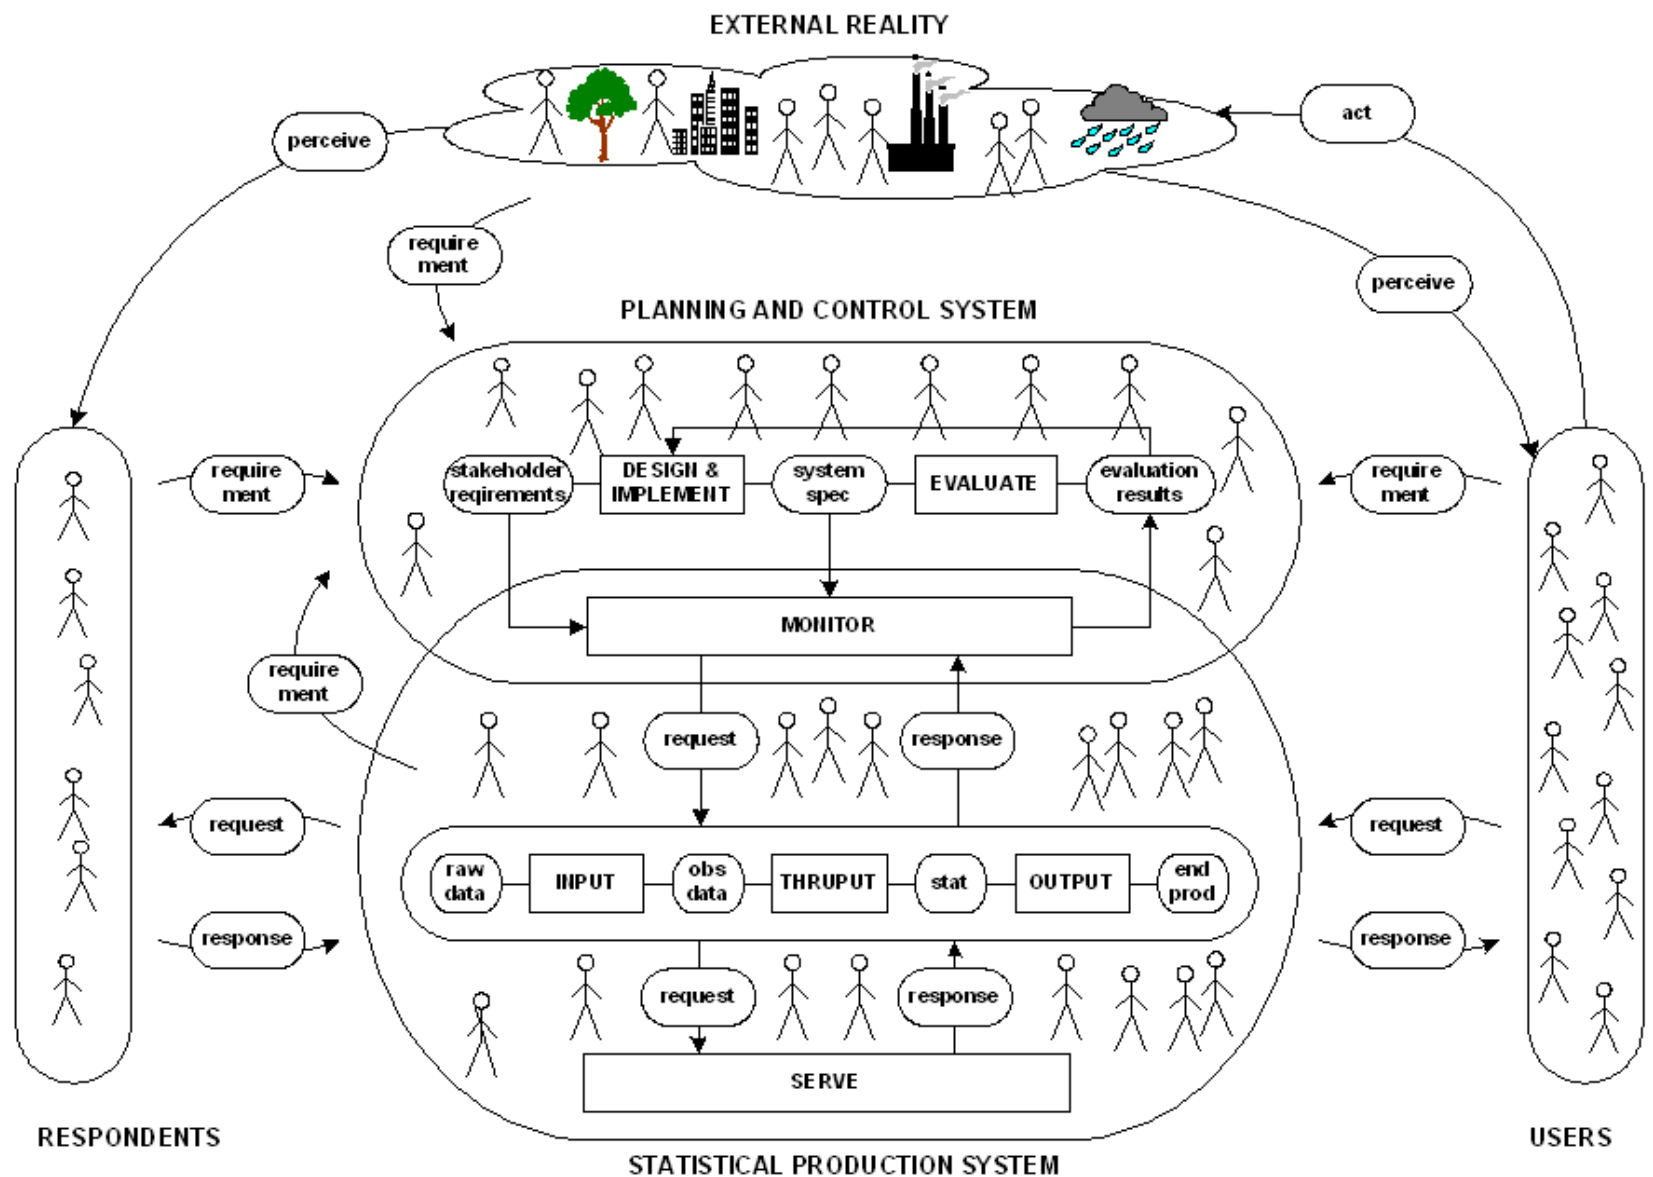 EXTERNAL REALITY
perceive
act
require
ment
perceive
PLANNING AND CONTROL SYSTEM
require
ment
stakeholder
reqirements
DESIGN &
IMPLEMENT
system
spec
EVALUATE
evaluation
results
require
ment
MONITOR
require
ment
request
response
request
raw
data
INPUT
obs
data
THRUPUT
stat
OUTPUT
end
prod
request
response
request
response
response
SERVE
RESPONDENTS
USERS
STATISTICAL PRODUCTION SYSTEM